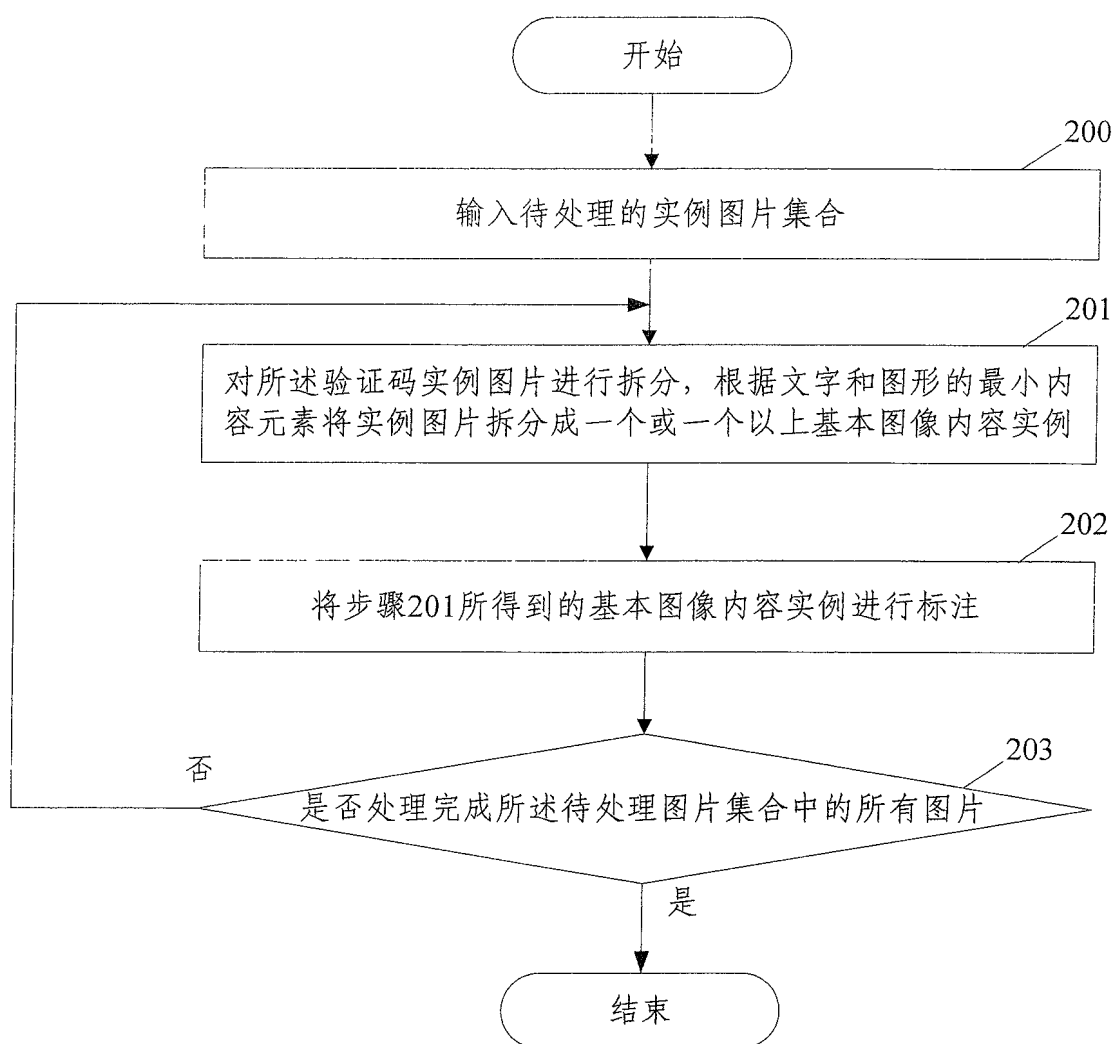 开始
200
输入待处理的实例图片集合
201
对所述验证码实例图片进行拆分，根据文字和图形的最小内
容元素将实例图片拆分成一个或一个以上基本图像内容实例
202
将步骤201所得到的基本图像内容实例进行标注
203
否
是否处理完成所述待处理图片集合中的所有图片
是
结束